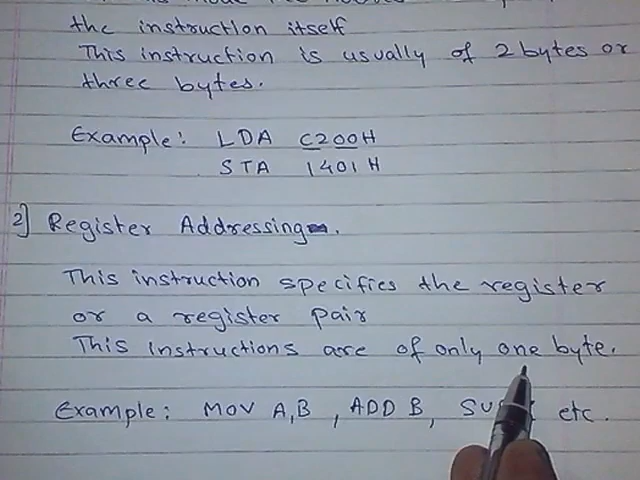 the instruction itself
This instruction is usually of 2 bytes or
three bytes.
Example: LDA C200H
STA 1401H
2] Register Addressing.
This instruction specifies the register
or a register pair
This instructions are of only one byte.
Example: MOV A,B , ADD B, etc.